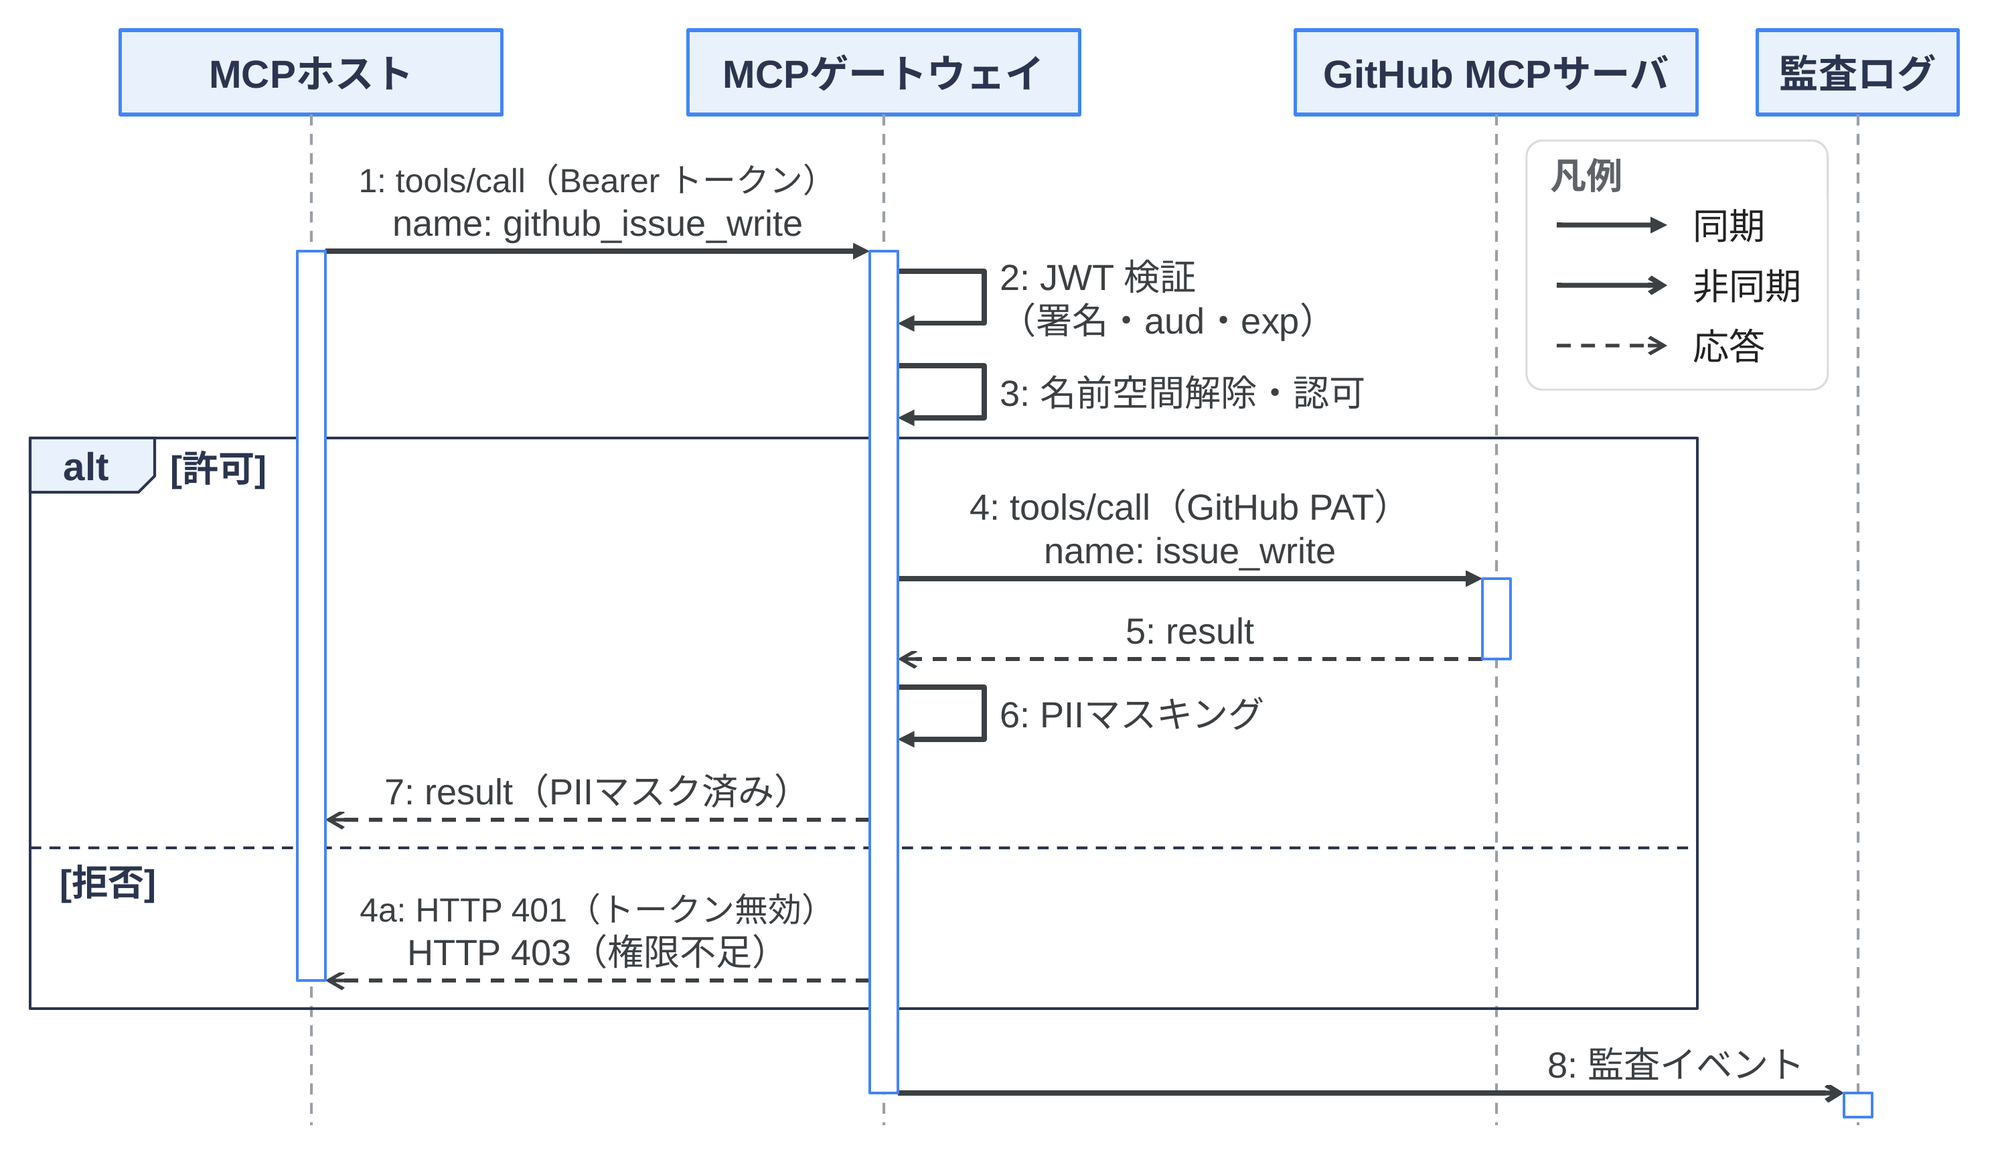 MCPホスト
MCPゲートウェイ
GitHub MCPサーバ
監査ログ
凡例
同期
非同期
応答
1: tools/call（Bearer トークン）
name: github_issue_write
2: JWT 検証
（署名・aud・exp）
3: 名前空間解除・認可
alt
[許可]
4: tools/call（GitHub PAT）
name: issue_write
5: result
6: PIIマスキング
7: result（PIIマスク済み）
[拒否]
4a: HTTP 401（トークン無効）
HTTP 403（権限不足）
8: 監査イベント